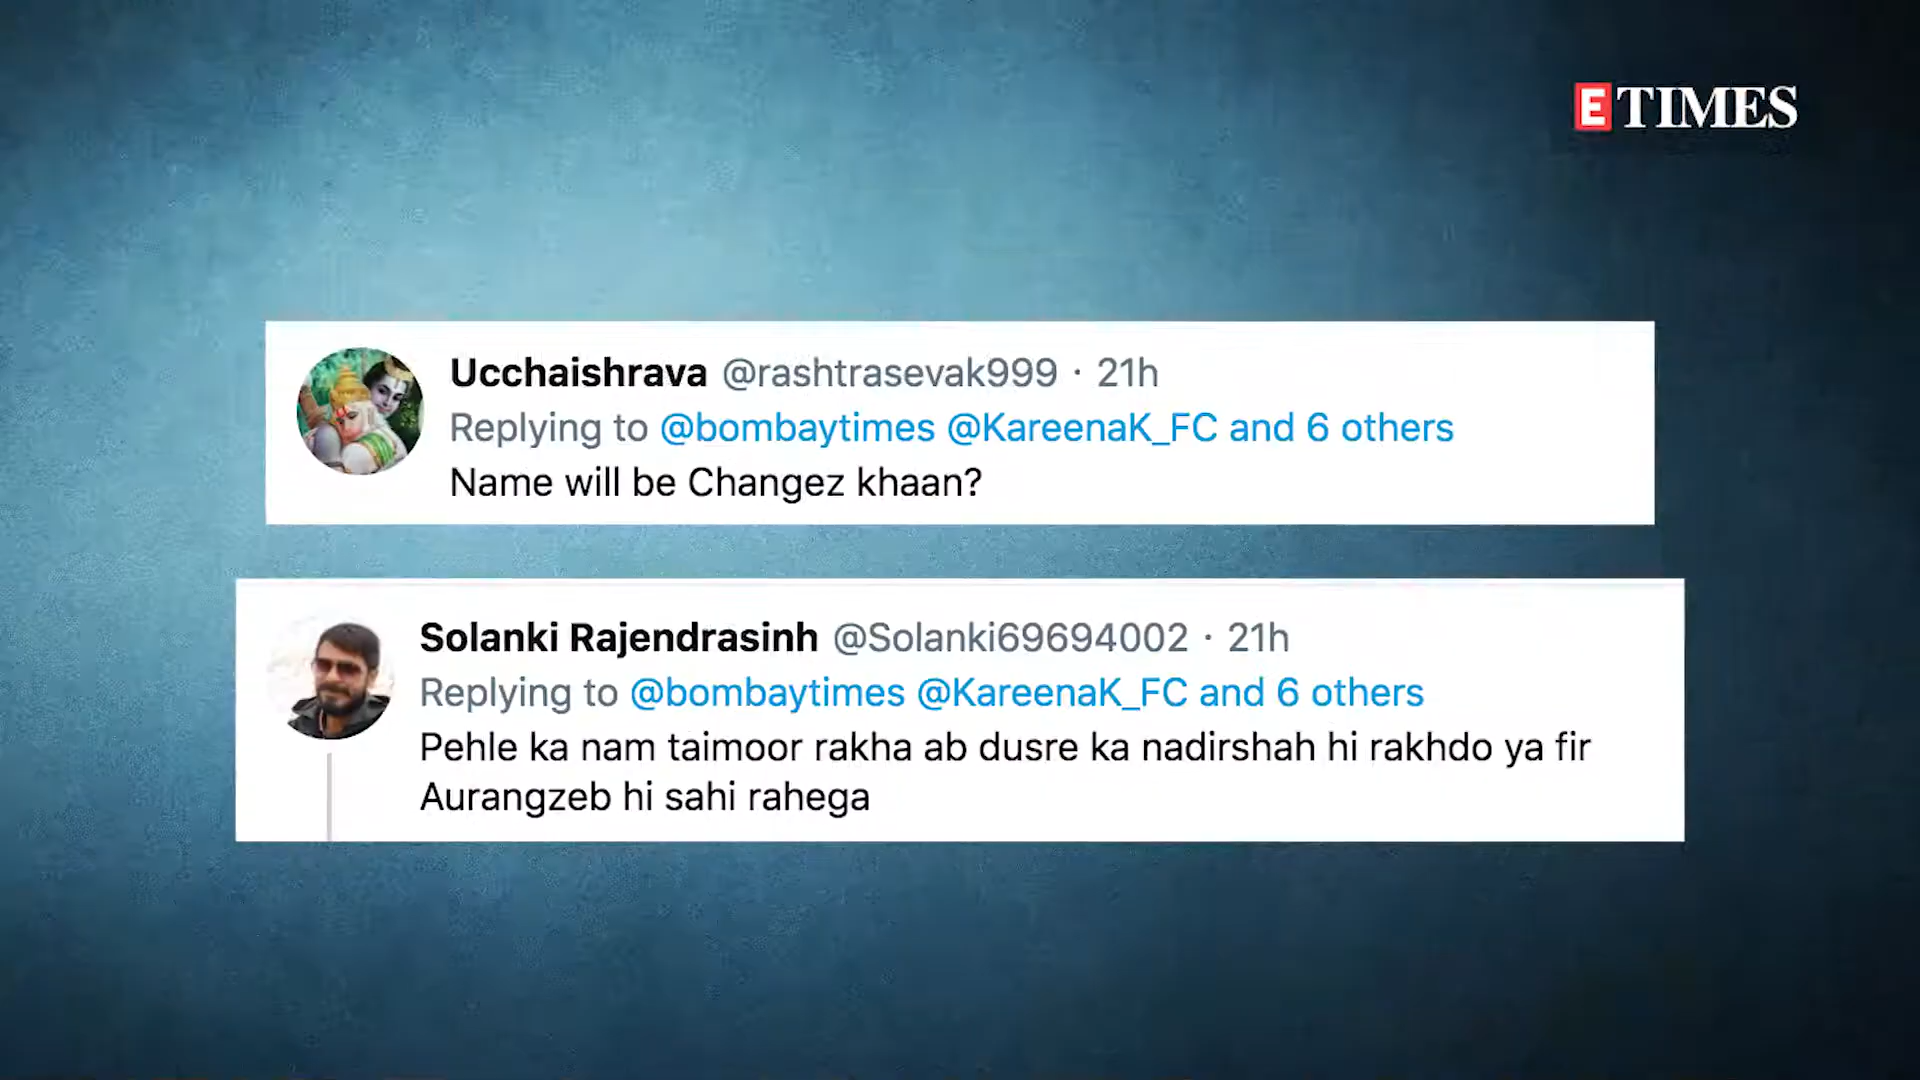 E TIMES
Ucchaishrava @rashtrasevak999 · 21h
Replying to @bombaytimes @KareenaK_FC and 6 others
Name will be Changez khaan?
Solanki Rajendrasinh @Solanki69694002 · 21h
Replying to @bombaytimes @KareenaK_FC and 6 others
Pehle ka nam taimoor rakha ab dusre ka nadirshah hi rakhdo ya fir
Aurangzeb hi sahi rahega